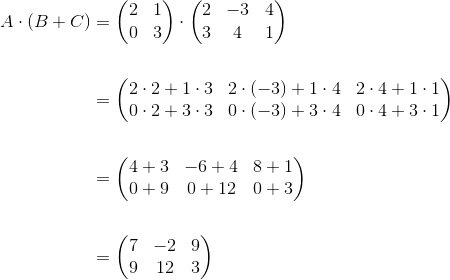 A · (B + C) = (2 1 0 3) · (2 −3 4 3 4 1)
= (2 · 2 + 1 · 3 2 · (−3) + 1 · 4 2 · 4 + 1 · 1 0 · 2 + 3 · 3 0 · (−3) + 3 · 4 0 · 4 + 3 · 1)
= (4 + 3 −6 + 4 8 + 1 0 + 9 0 + 12 0 + 3)
= (7 −2 9 9 12 3)